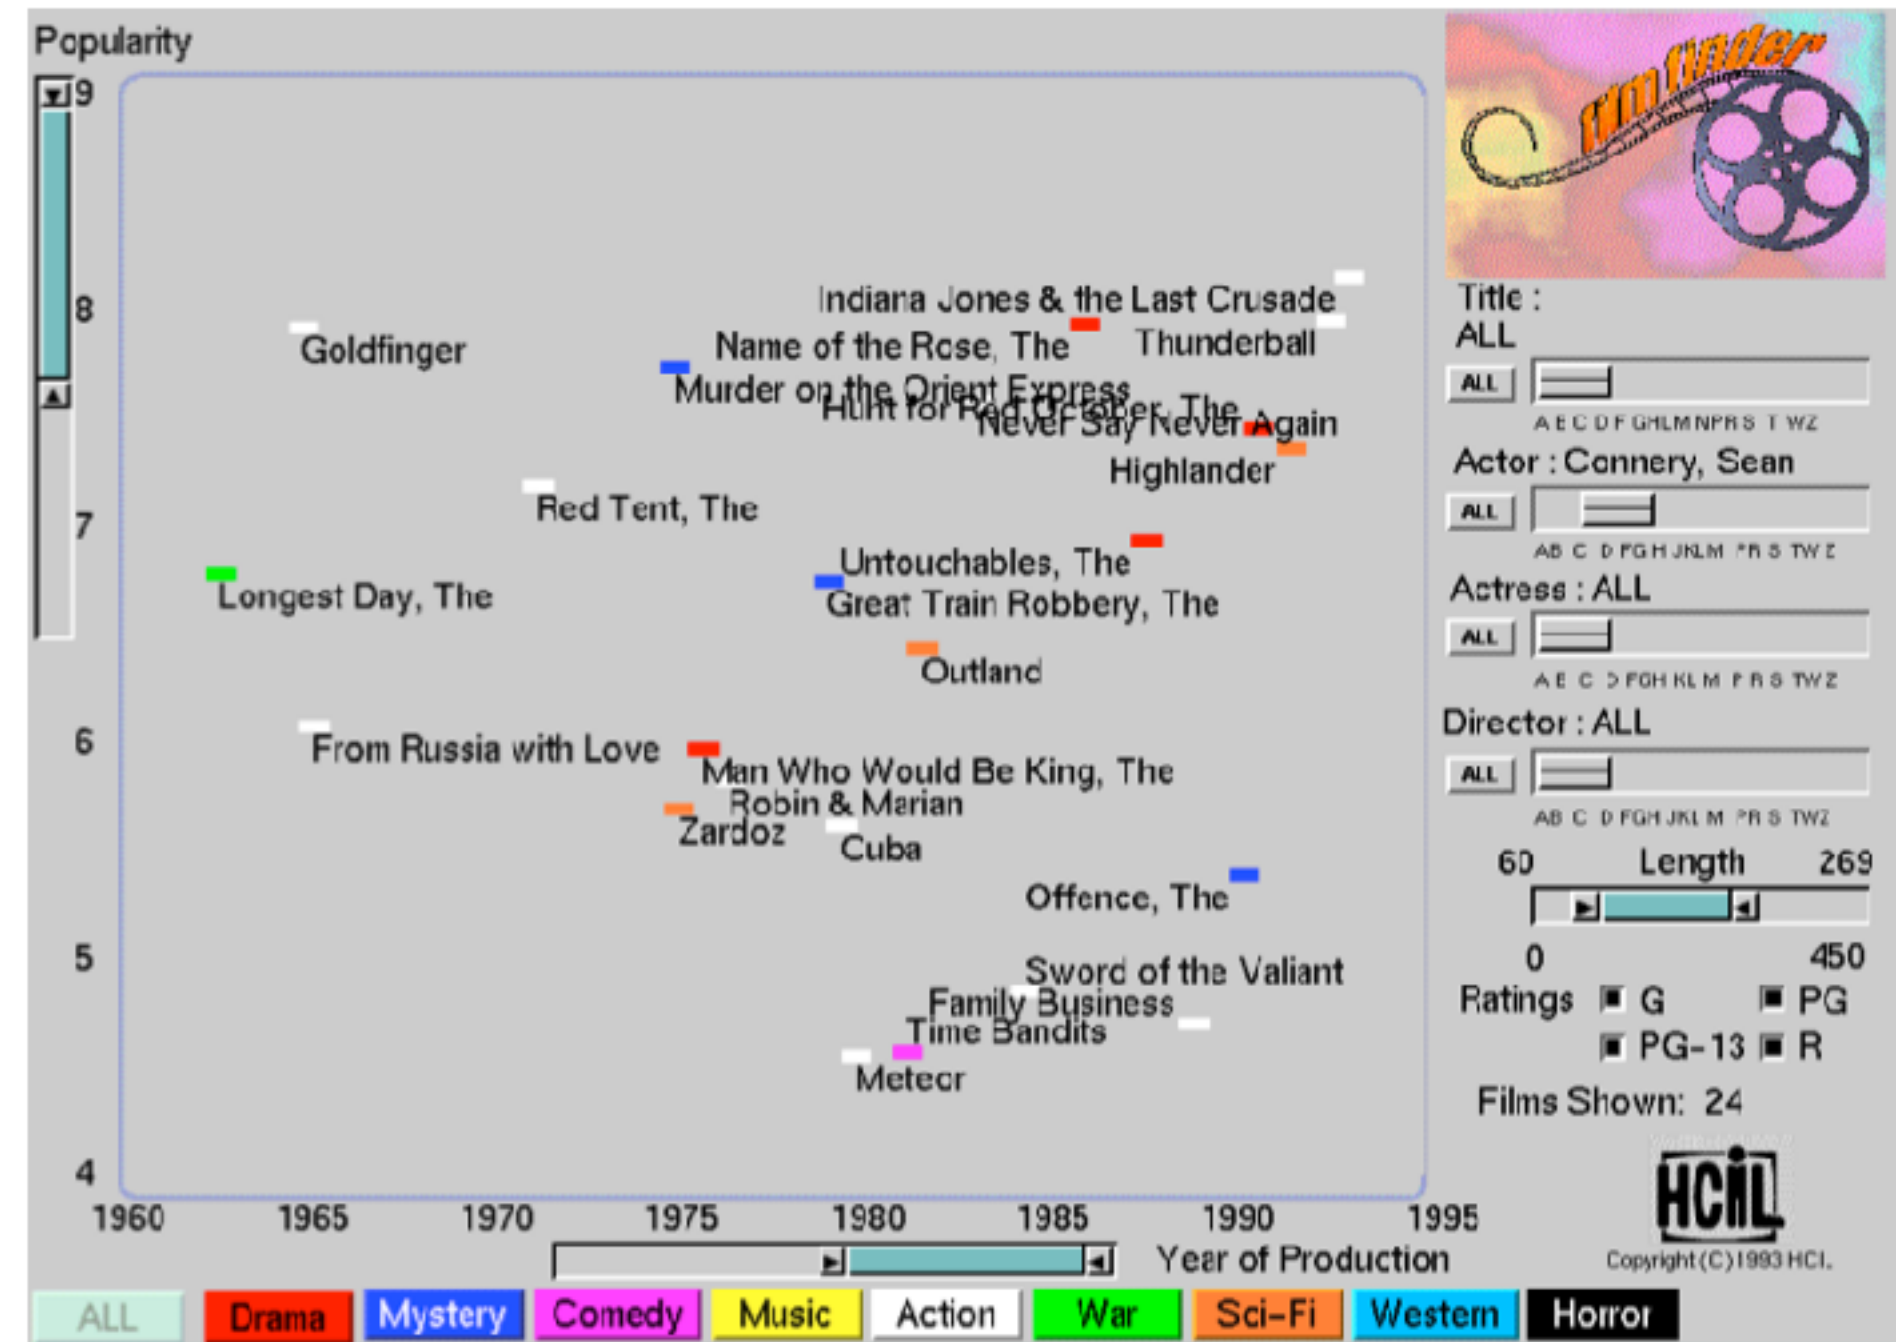 Popularity
9
film finder
8
Indiana Jones & the Last Crusade
Goldfinger
Name of the Rose, The
Thunderball
Murder on the Orient Express
Hunt for Red October, The
Never Say Never Again
Highlander
7
Red Tent, The
Untouchables, The
Longest Day, The
Great Train Robbery, The
Outland
6
From Russia with Love
Man Who Would Be King, The
Robin & Marian
Zardoz
Cuba
Offence, The
5
Sword of the Valiant
Family Business
Time Bandits
Meteor
4
1960 1965 1970 1975 1980 1985 1990 1995
Year of Production
Title :
ALL
ALL
Actor : Connery, Sean
ALL
Actress : ALL
ALL
Director : ALL
ALL
60 Length 269
0 450
Ratings G PG
PG-13 R
Films Shown: 24
HCIL
Copyright (C)1993 HCI.
ALL Drama Mystery Comedy Music Action War Sci-Fi Western Horror